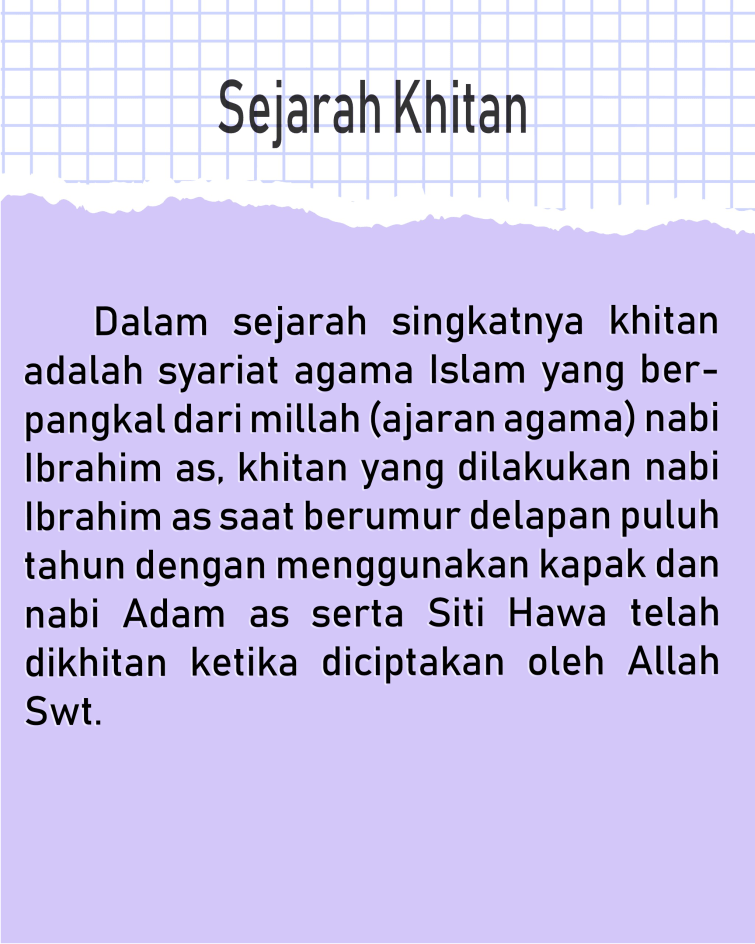 Sejarah Khitan
Dalam sejarah singkatnya khitan
adalah syariat agama Islam yang ber-
pangkal dari millah (ajaran agama) nabi
Ibrahim as, khitan yang dilakukan nabi
Ibrahim as saat berumur delapan puluh
tahun dengan menggunakan kapak dan
nabi Adam as serta Siti Hawa telah
dikhitan ketika diciptakan oleh Allah
Swt.